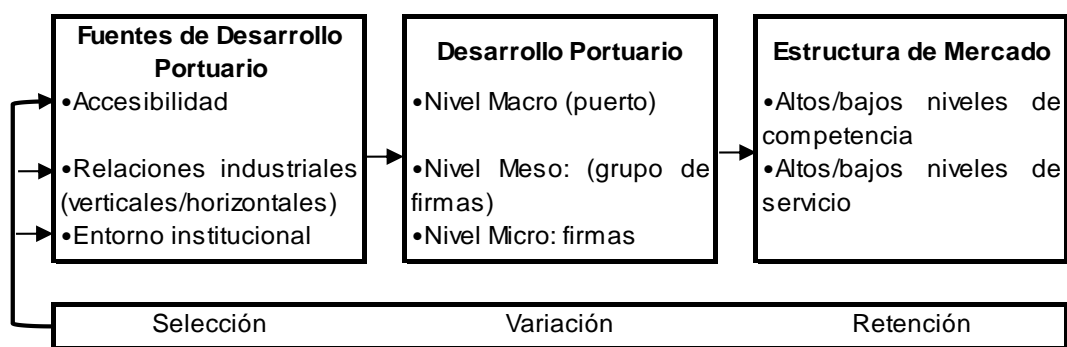 Fuentes de Desarrollo
Portuario
•Accesibilidad
•Relaciones industriales
(verticales/horizontales)
•Entorno institucional
Desarrollo Portuario
•Nivel Macro (puerto)
•Nivel Meso: (grupo de
firmas)
•Nivel Micro: firmas
Estructura de Mercado
•Altos/bajos niveles de
competencia
•Altos/bajos niveles de
servicio
Selección Variación Retención